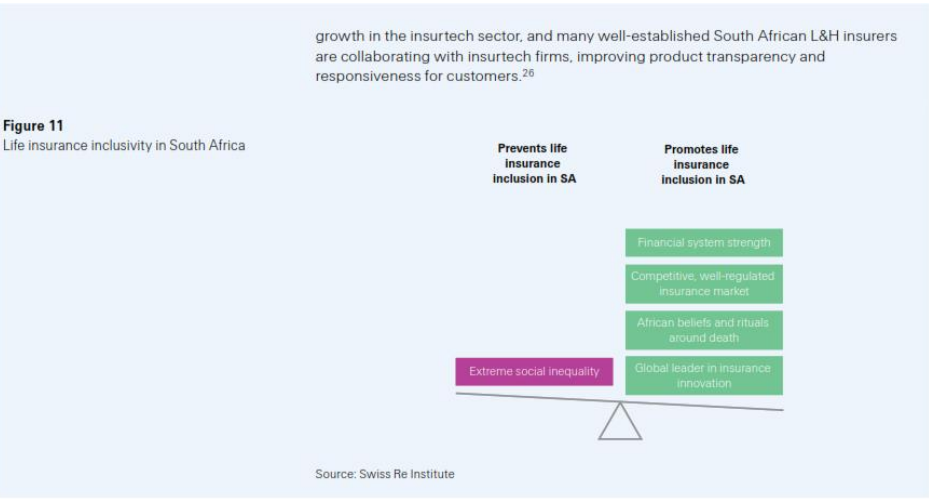 growth in the insurtech sector, and many well-established South African L&H insurers
are collaborating with insurtech firms, improving product transparency and
responsiveness for customers.26
Figure 11
Life insurance inclusivity in South Africa
Prevents life
insurance
inclusion in SA
Promotes life
insurance
inclusion in SA
Financial system strength
Competitive, well-regulated
insurance market
African beliefs and rituals
around death
Extreme social inequality
Global leader in insurance
innovation
Source: Swiss Re Institute